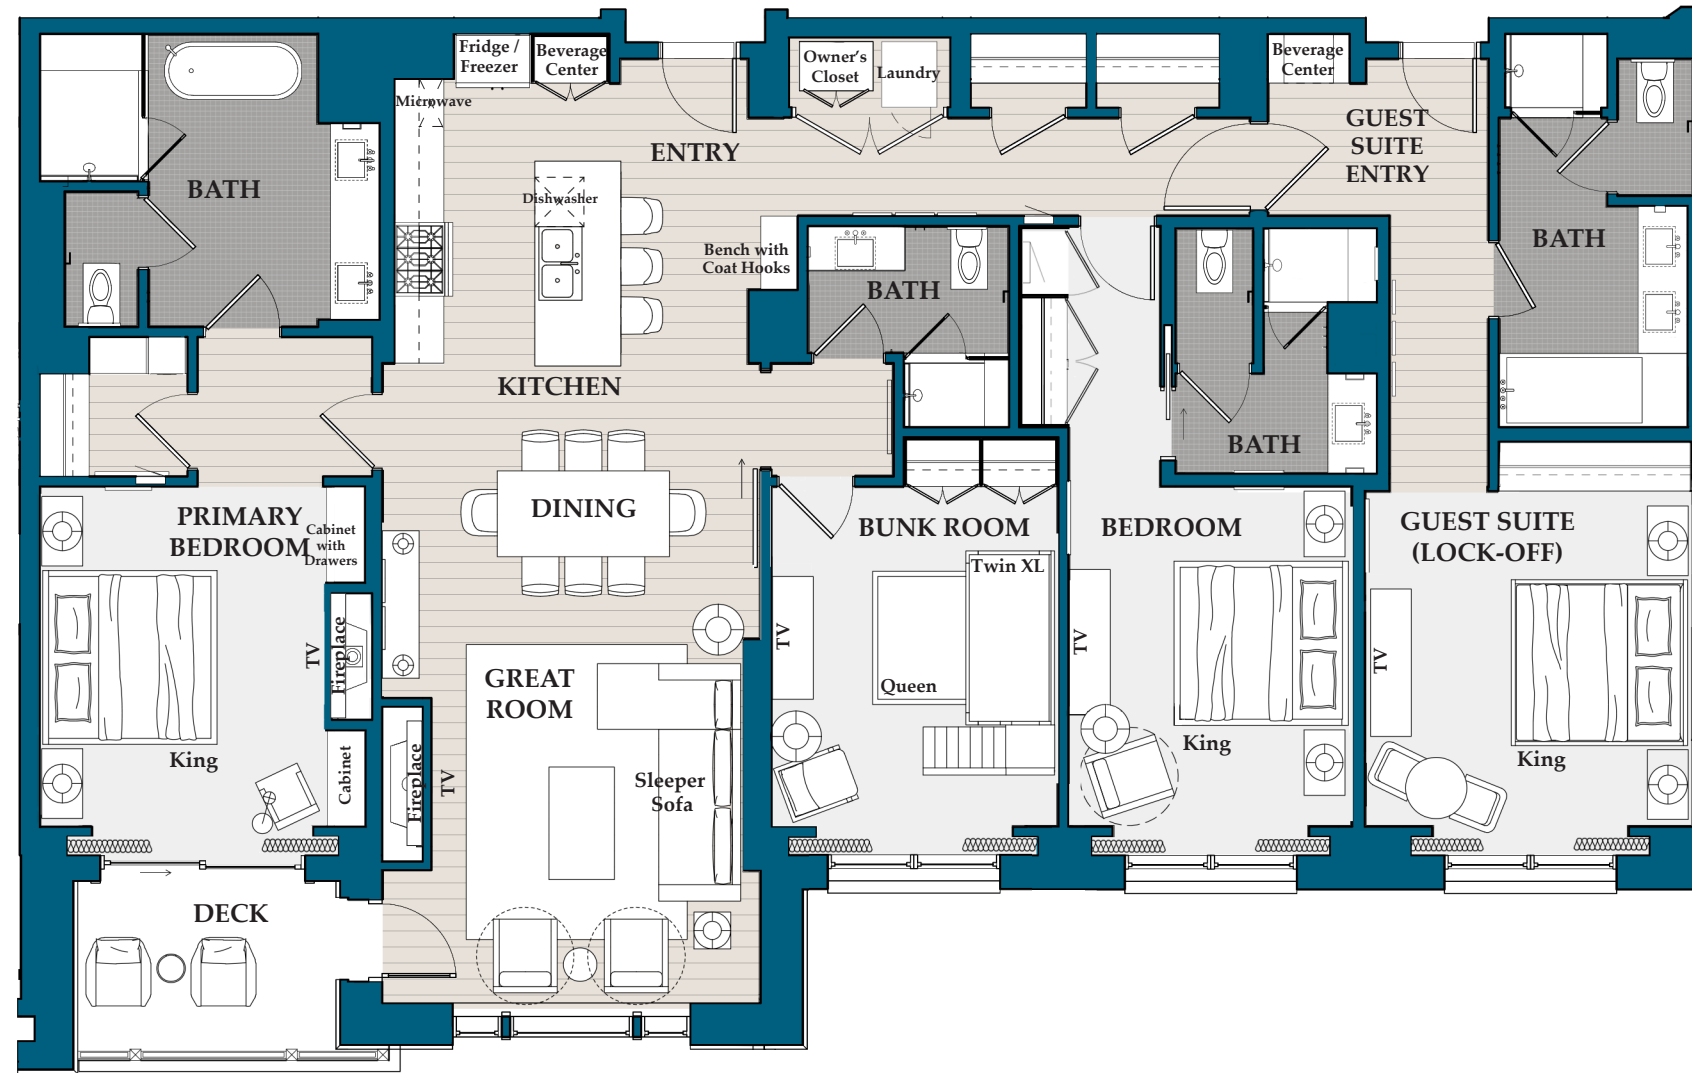 Fridge /
Freezer
Beverage
Center
Owner's
Closet
Laundry
Beverage
Center
Microwave
ENTRY
GUEST
SUITE
ENTRY
BATH
Dishwasher
Bench with
Coat Hooks
BATH
BATH
KITCHEN
BATH
DINING
PRIMARY
BEDROOM
Cabinet
with
Drawers
BUNK ROOM
BEDROOM
GUEST SUITE
(LOCK-OFF)
Twin XL
TV
Fireplace
GREAT
ROOM
TV
Queen
TV
TV
King
Cabinet
Fireplace
TV
Sleeper
Sofa
King
King
DECK